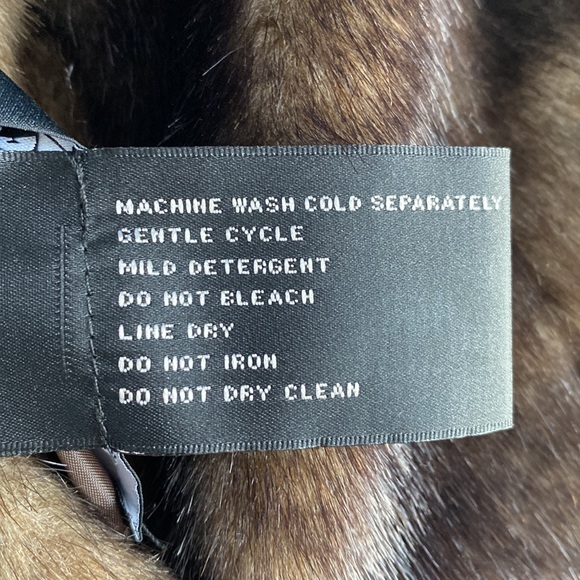 MACHINE WASH COLD SEPARATELY
GENTLE CYCLE
MILD DETERGENT
DO NOT BLEACH
LINE DRY
DO NOT IRON
DO NOT DRY CLEAN